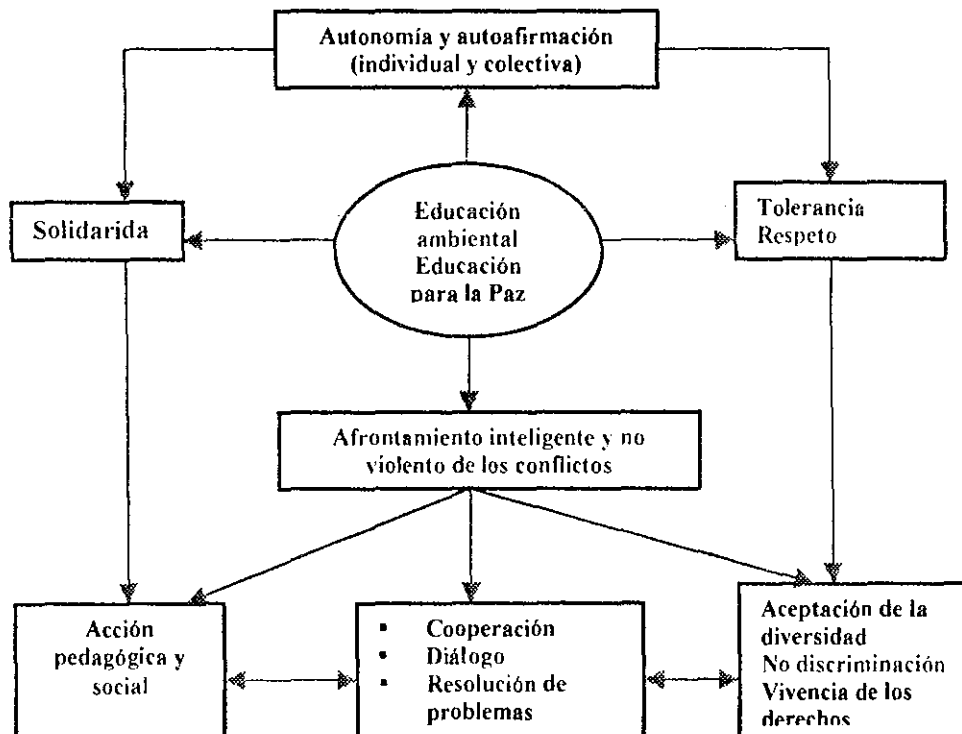 Autonomía y autoafirmación
(individual y colectiva)
Solidarida
Educación
ambiental
Educación
para la Paz
Tolerancia
Respeto
Afrontamiento inteligente y no
violento de los conflictos
Acción
pedagógica y
social
▪ Cooperación
▪ Diálogo
▪ Resolución de
problemas
Aceptación de la
diversidad
No discriminación
Vivencia de los
derechos